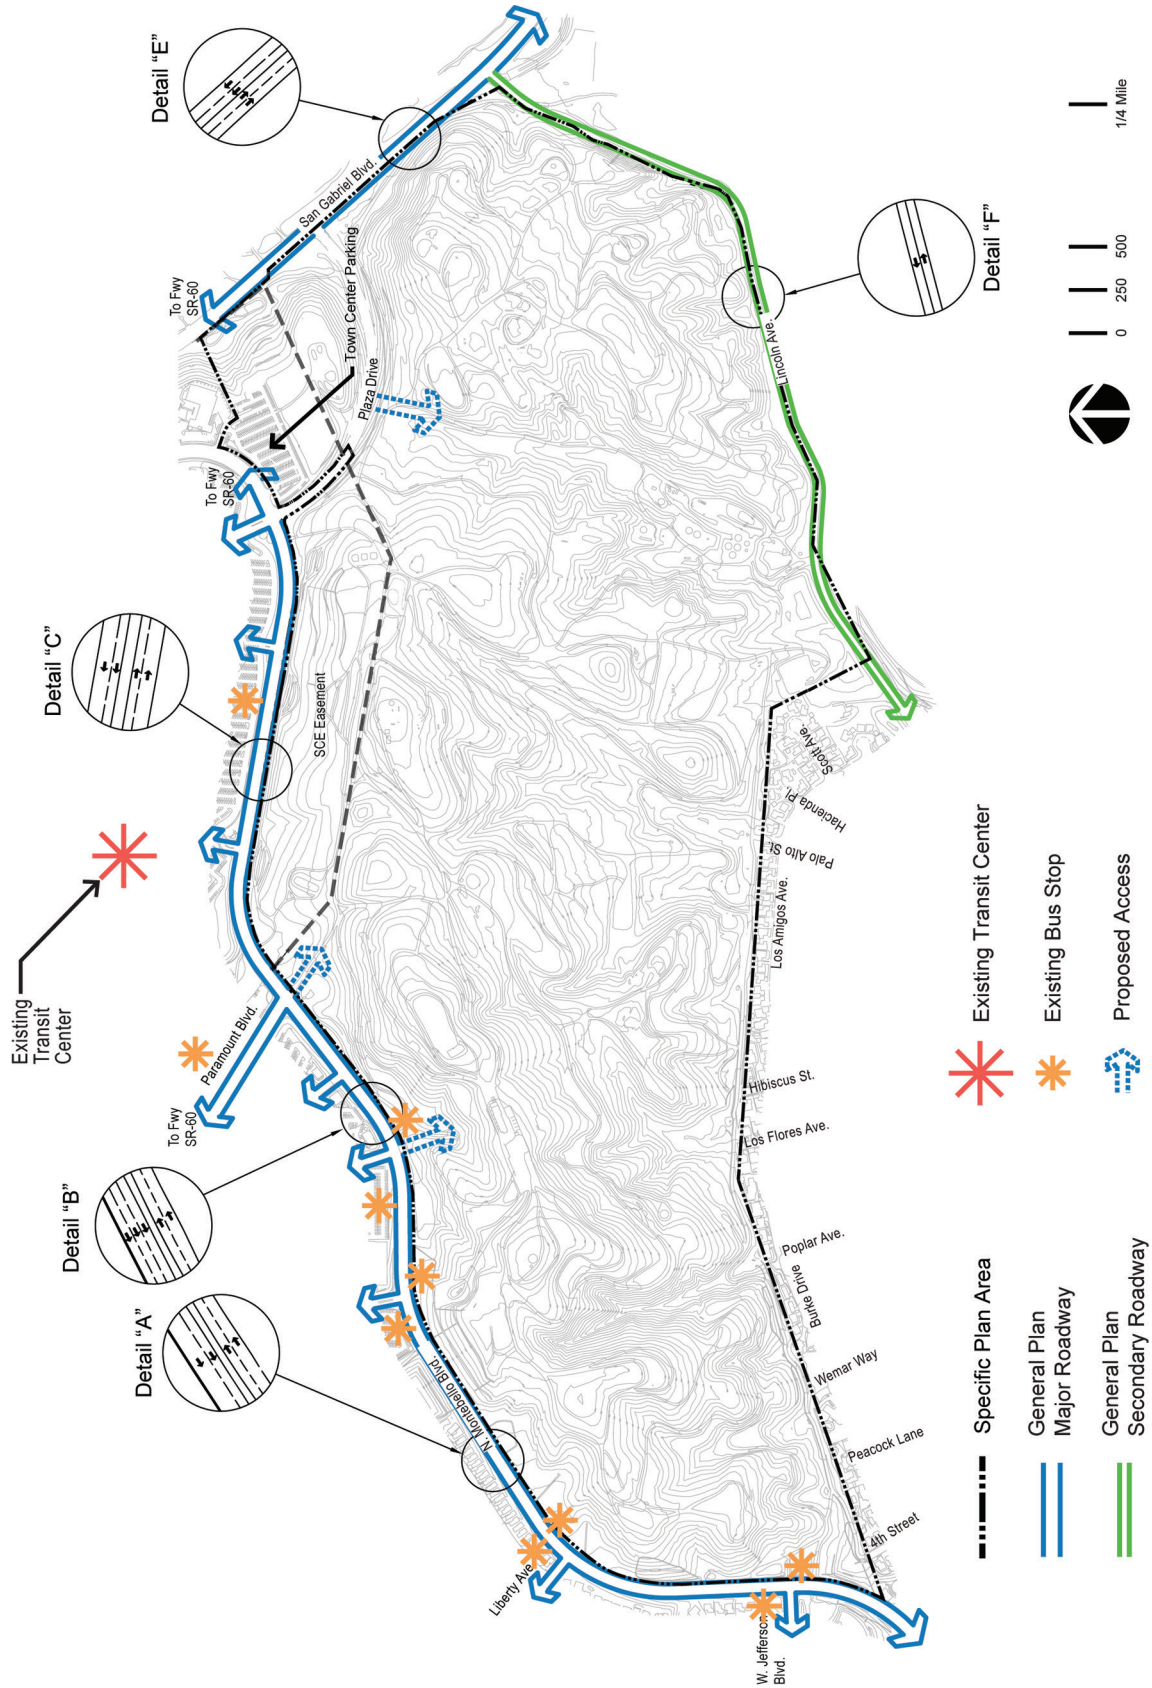 Existing
Transit
Center
Detail "A"
Detail "B"
Detail "C"
Detail "E"
Detail "F"
To Fwy
SR-60
Paramount Blvd.
To Fwy
SR-60
To Fwy
SR-60
San Gabriel Blvd.
Town Center Parking
Plaza Drive
SCE Easement
N. Montebello Blvd.
Liberty Ave.
W. Jefferson
Blvd.
Lincoln Ave.
4th Street
Peacock Lane
Wemar Way
Burke Drive
Poplar Ave.
Los Flores Ave.
Hibiscus St.
Los Amigos Ave.
Palo Alto St.
Hacienda Pl.
Scott Ave.
Specific Plan Area
General Plan
Major Roadway
General Plan
Secondary Roadway
Existing Transit Center
Existing Bus Stop
Proposed Access
0
250
500
1/4 Mile